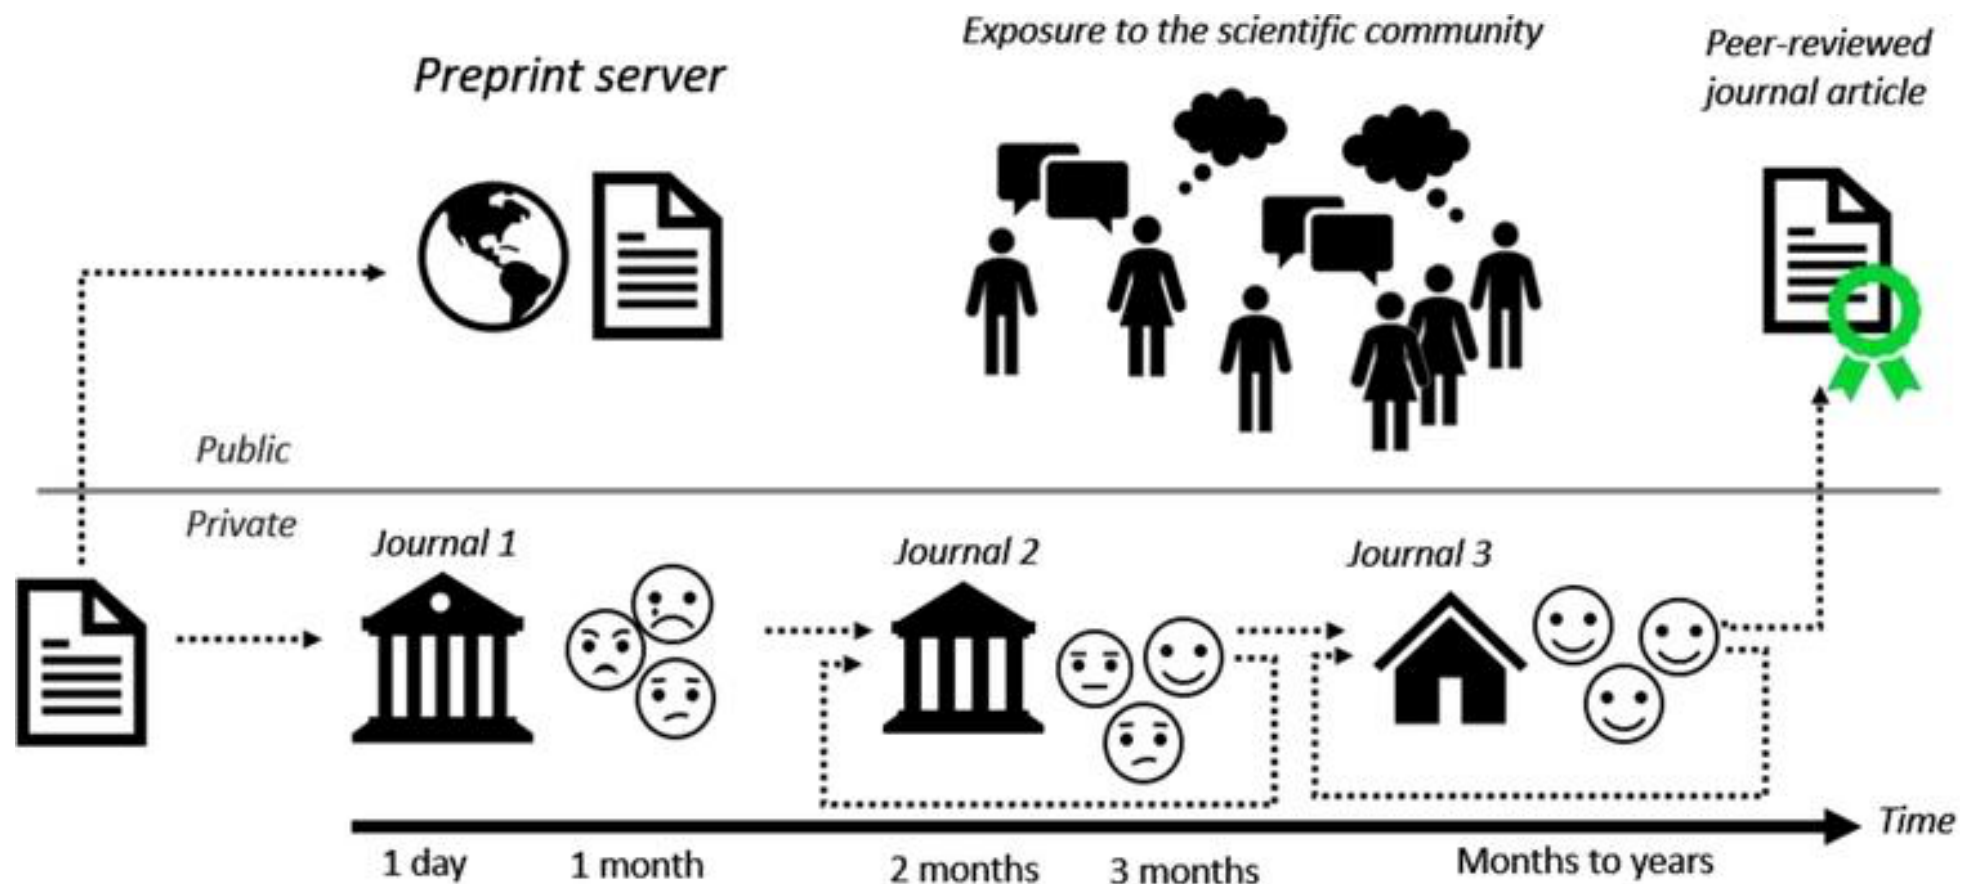 Exposure to the scientific community
Preprint server
Peer-reviewed
journal article
Public
Private
Journal 1
Journal 2
Journal 3
Time
1 day
1 month
2 months
3 months
Months to years